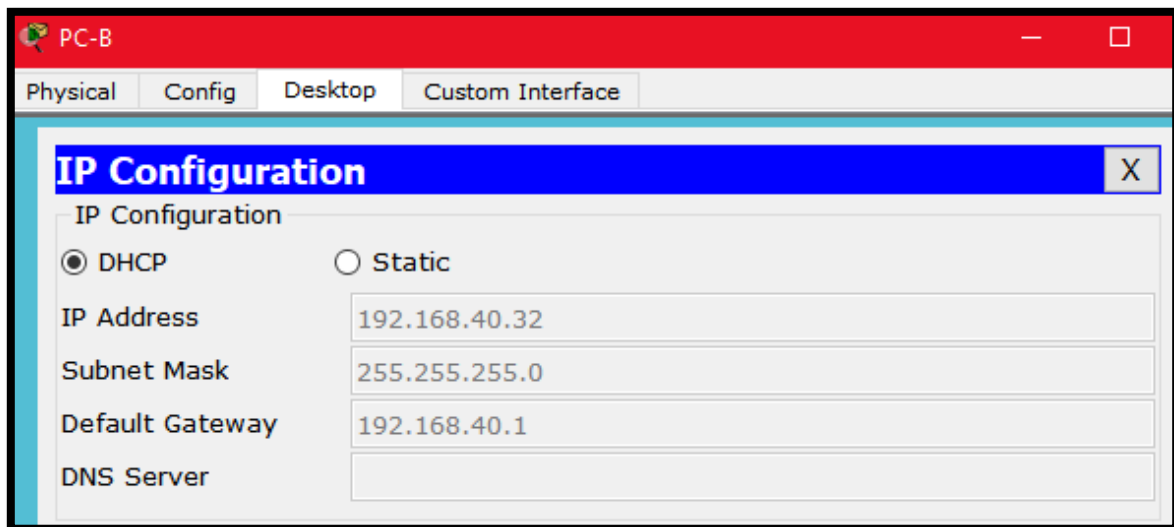 PC-B
Physical Config Desktop Custom Interface
IP Configuration X
IP Configuration
DHCP Static
IP Address 192.168.40.32
Subnet Mask 255.255.255.0
Default Gateway 192.168.40.1
DNS Server